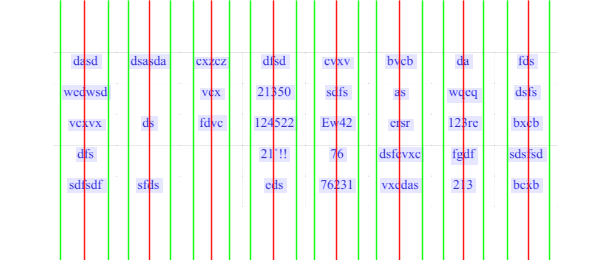 dasd dsasda cxzcz dfsd cvxv bvcb da fds
wedwsd vcx 21350 sdfs as wqeq dsfs
vcxvx ds fdvc 124522 Ew42 ersr 123re bxcb
dfs 21`!! 76 dsfcvxc fgdf sdsfsd
sdfsdf sfds eds 76231 vxcdas 213 bcxb